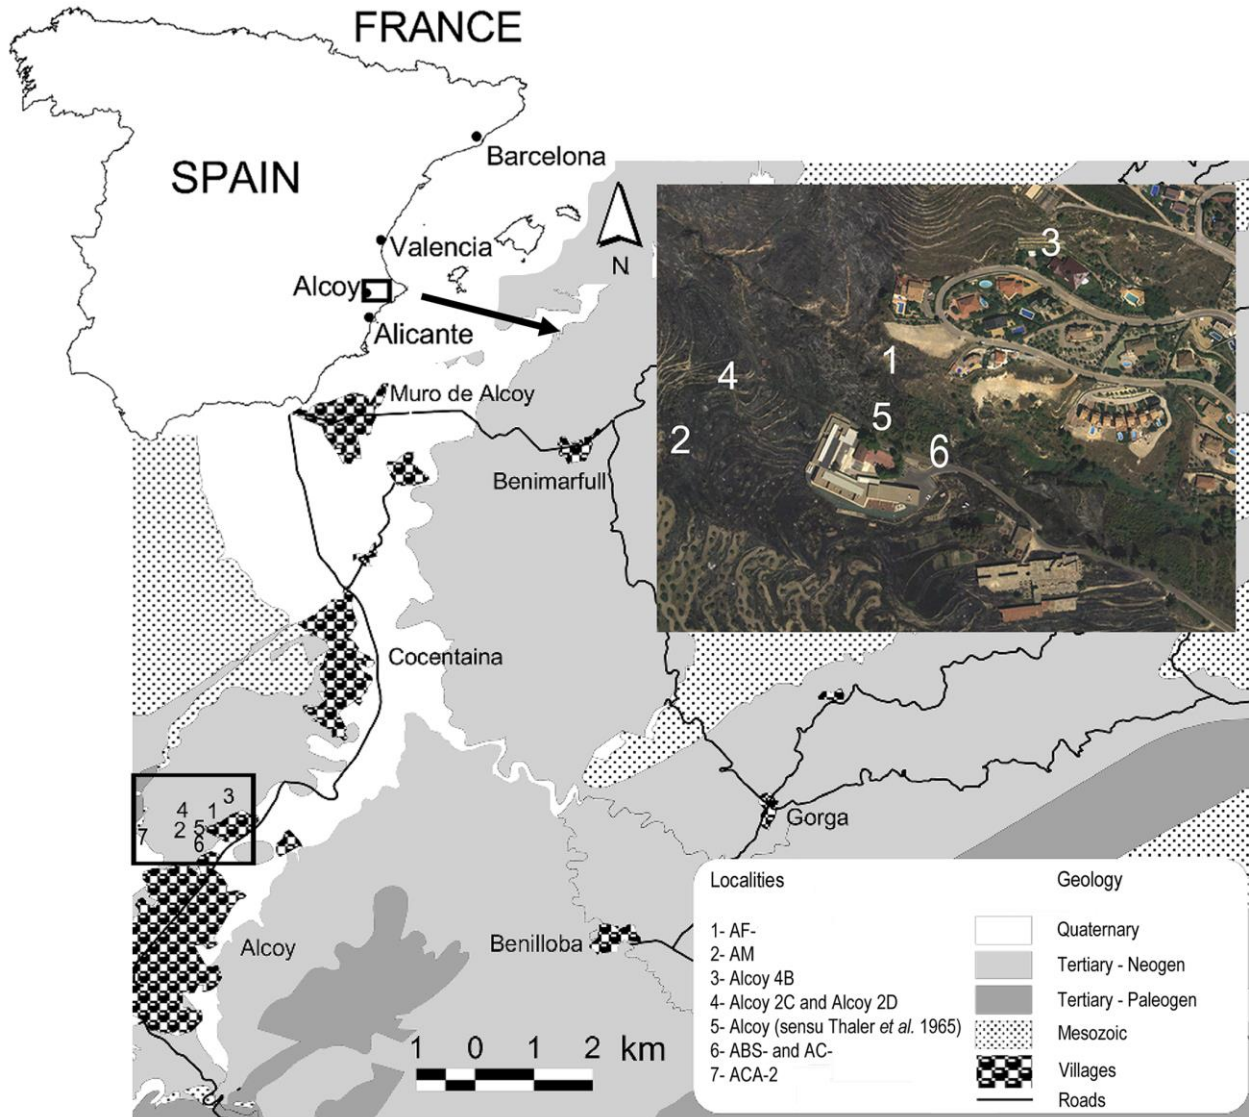 FRANCE
SPAIN
Barcelona
Valencia
N
Alcoy
Alicante
3
1
4
5
2
6
Muro de Alcoy
Benimarfull
Cocentaina
3
4 1
7 2 5
6
Gorga
Alcoy
Benilloba
1 0 1 2 km
Localities
1- AF-
2- AM
3- Alcoy 4B
4- Alcoy 2C and Alcoy 2D
5- Alcoy (sensu Thaler et al. 1965)
6- ABS- and AC-
7- ACA-2
Geology
Quaternary
Tertiary - Neogen
Tertiary - Paleogen
Mesozoic
Villages
Roads